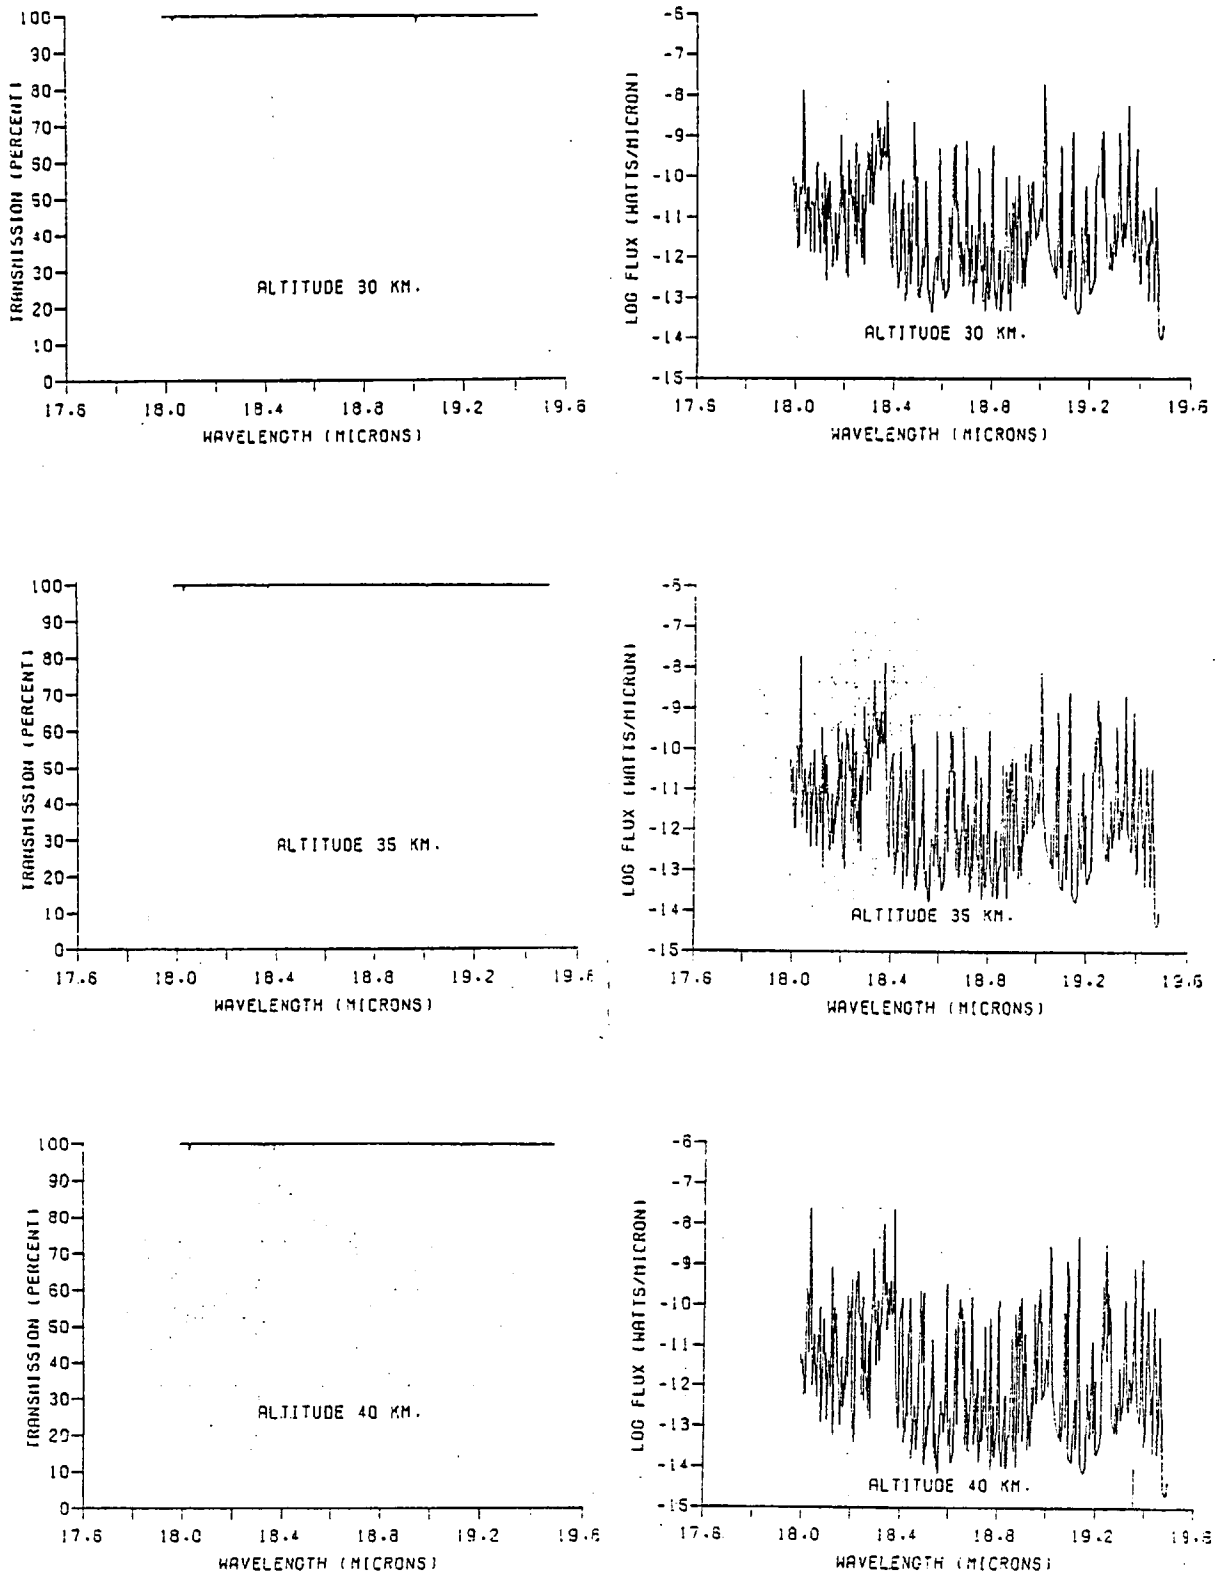 100
90
80
70
60
50
40
30
20
10
0
TRANSMISSION (PERCENT)
ALTITUDE 30 KM.
17.6 18.0 18.4 18.8 19.2 19.6
WAVELENGTH (MICRONS)
-6
-7
-8
-9
-10
-11
-12
-13
-14
-15
LOG FLUX (WATTS/MICRON)
ALTITUDE 30 KM.
17.6 18.0 18.4 18.8 19.2 19.6
WAVELENGTH (MICRONS)
100
90
80
70
60
50
40
30
20
10
0
TRANSMISSION (PERCENT)
ALTITUDE 35 KM.
17.6 18.0 18.4 18.8 19.2 19.6
WAVELENGTH (MICRONS)
-6
-7
-8
-9
-10
-11
-12
-13
-14
-15
LOG FLUX (WATTS/MICRON)
ALTITUDE 35 KM.
17.6 18.0 18.4 18.8 19.2 19.6
WAVELENGTH (MICRONS)
100
90
80
70
60
50
40
30
20
10
0
TRANSMISSION (PERCENT)
ALTITUDE 40 KM.
17.6 18.0 18.4 18.8 19.2 19.6
WAVELENGTH (MICRONS)
-6
-7
-8
-9
-10
-11
-12
-13
-14
-15
LOG FLUX (WATTS/MICRON)
ALTITUDE 40 KM.
17.6 18.0 18.4 18.8 19.2 19.6
WAVELENGTH (MICRONS)